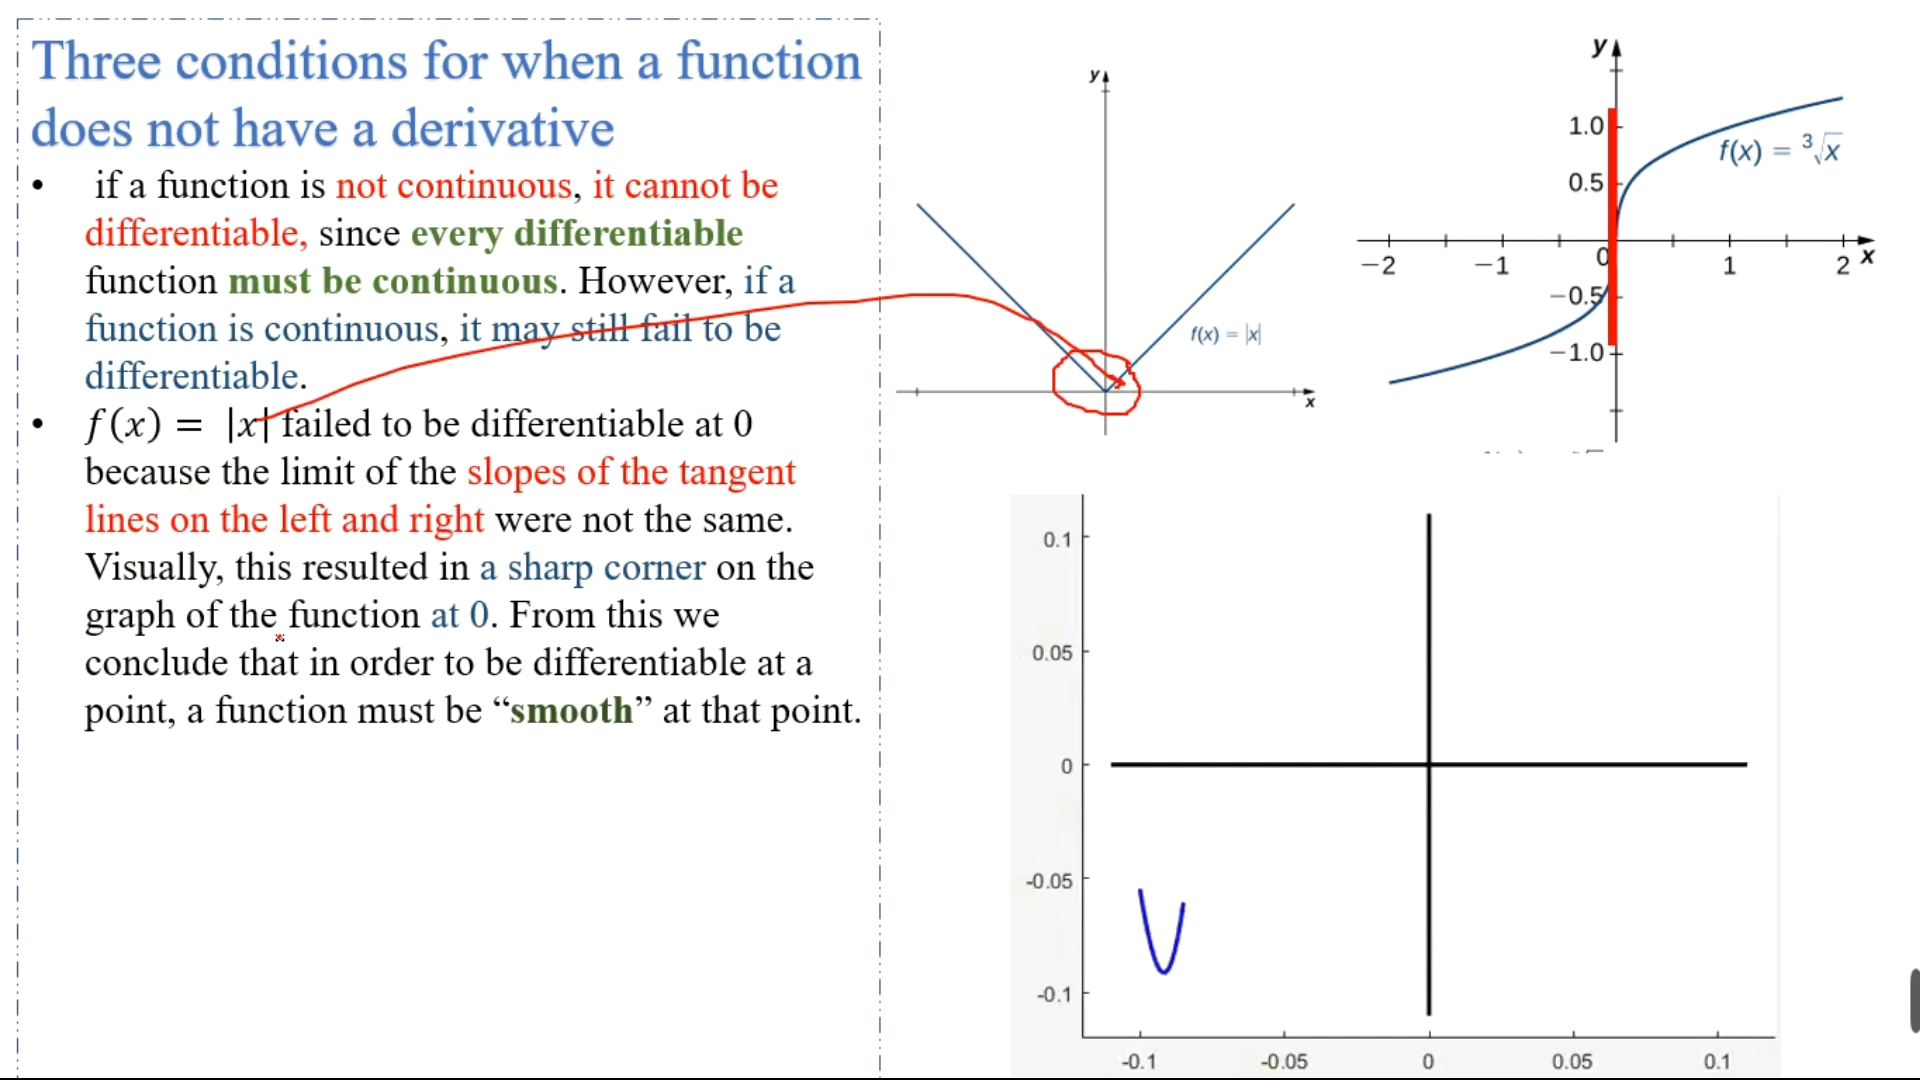 Three conditions for when a function
does not have a derivative
• if a function is not continuous, it cannot be
differentiable, since every differentiable
function must be continuous. However, if a
function is continuous, it may still fail to be
differentiable.
• f(x) = |x| failed to be differentiable at 0
because the limit of the slopes of the tangent
lines on the left and right were not the same.
Visually, this resulted in a sharp corner on the
graph of the function at 0. From this we
conclude that in order to be differentiable at a
point, a function must be “smooth” at that point.
y
f(x) = |x|
x
y
1.0
f(x) = ³√x
0.5
0
−2 −1 1 2 x
−0.5
−1.0
0.1
0.05
0
-0.05
-0.1
-0.1 -0.05 0 0.05 0.1